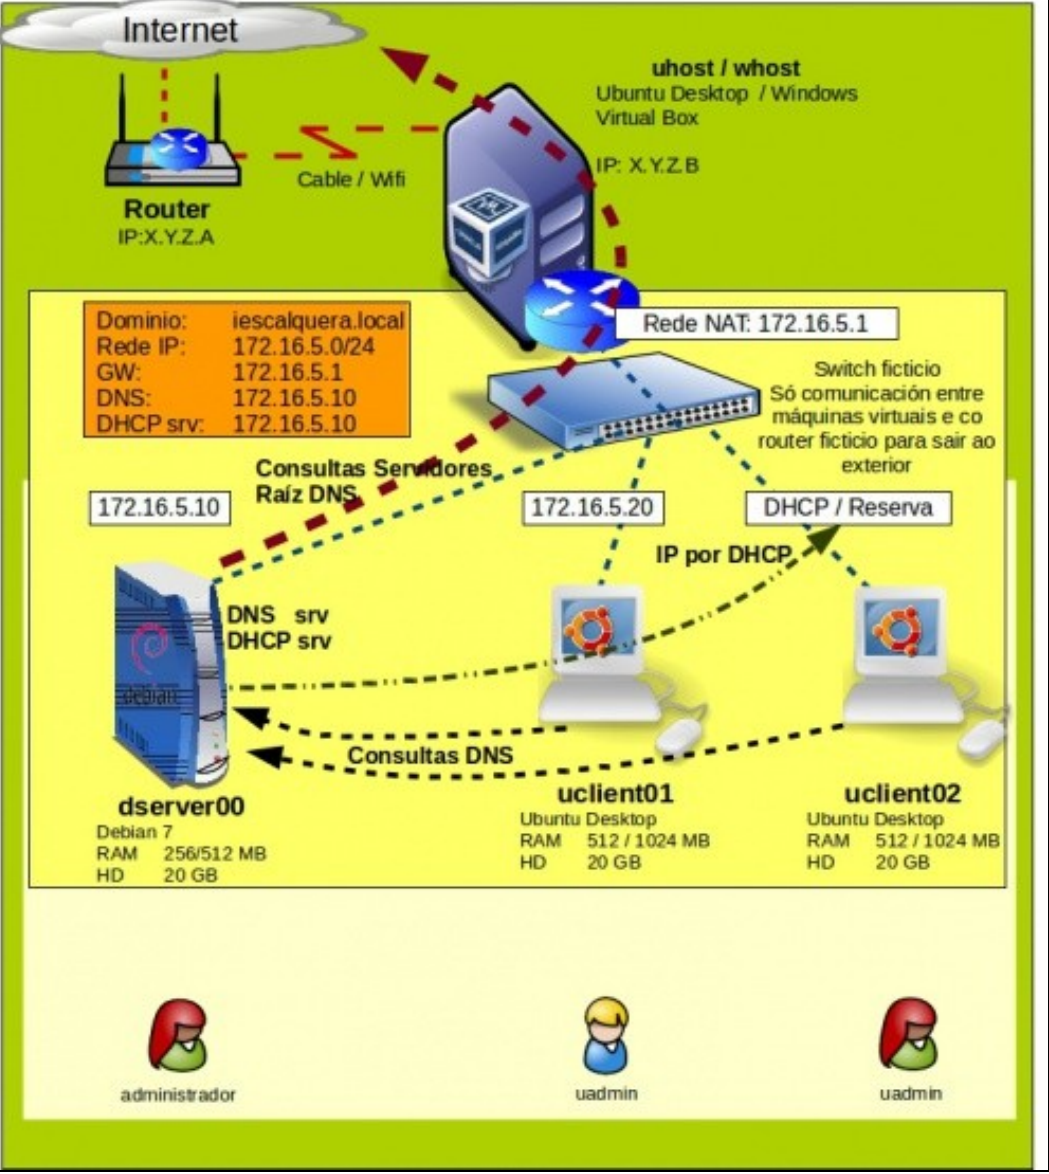 Internet
uhost / whost
Ubuntu Desktop / Windows
Virtual Box
IP: X.Y.Z.B
Cable / Wifi
Router
IP:X.Y.Z.A
Dominio: iescalquera.local
Rede IP: 172.16.5.0/24
GW: 172.16.5.1
DNS: 172.16.5.10
DHCP srv: 172.16.5.10
Rede NAT: 172.16.5.1
Switch ficticio
Só comunicación entre
máquinas virtuais e co
router ficticio para sair ao
exterior
Consultas Servidores
Raíz DNS
172.16.5.10
172.16.5.20
DHCP / Reserva
IP por DHCP
DNS srv
DHCP srv
debian
Consultas DNS
dserver00
Debian 7
RAM 256/512 MB
HD 20 GB
uclient01
Ubuntu Desktop
RAM 512 / 1024 MB
HD 20 GB
uclient02
Ubuntu Desktop
RAM 512 / 1024 MB
HD 20 GB
administrador
uadmin
uadmin